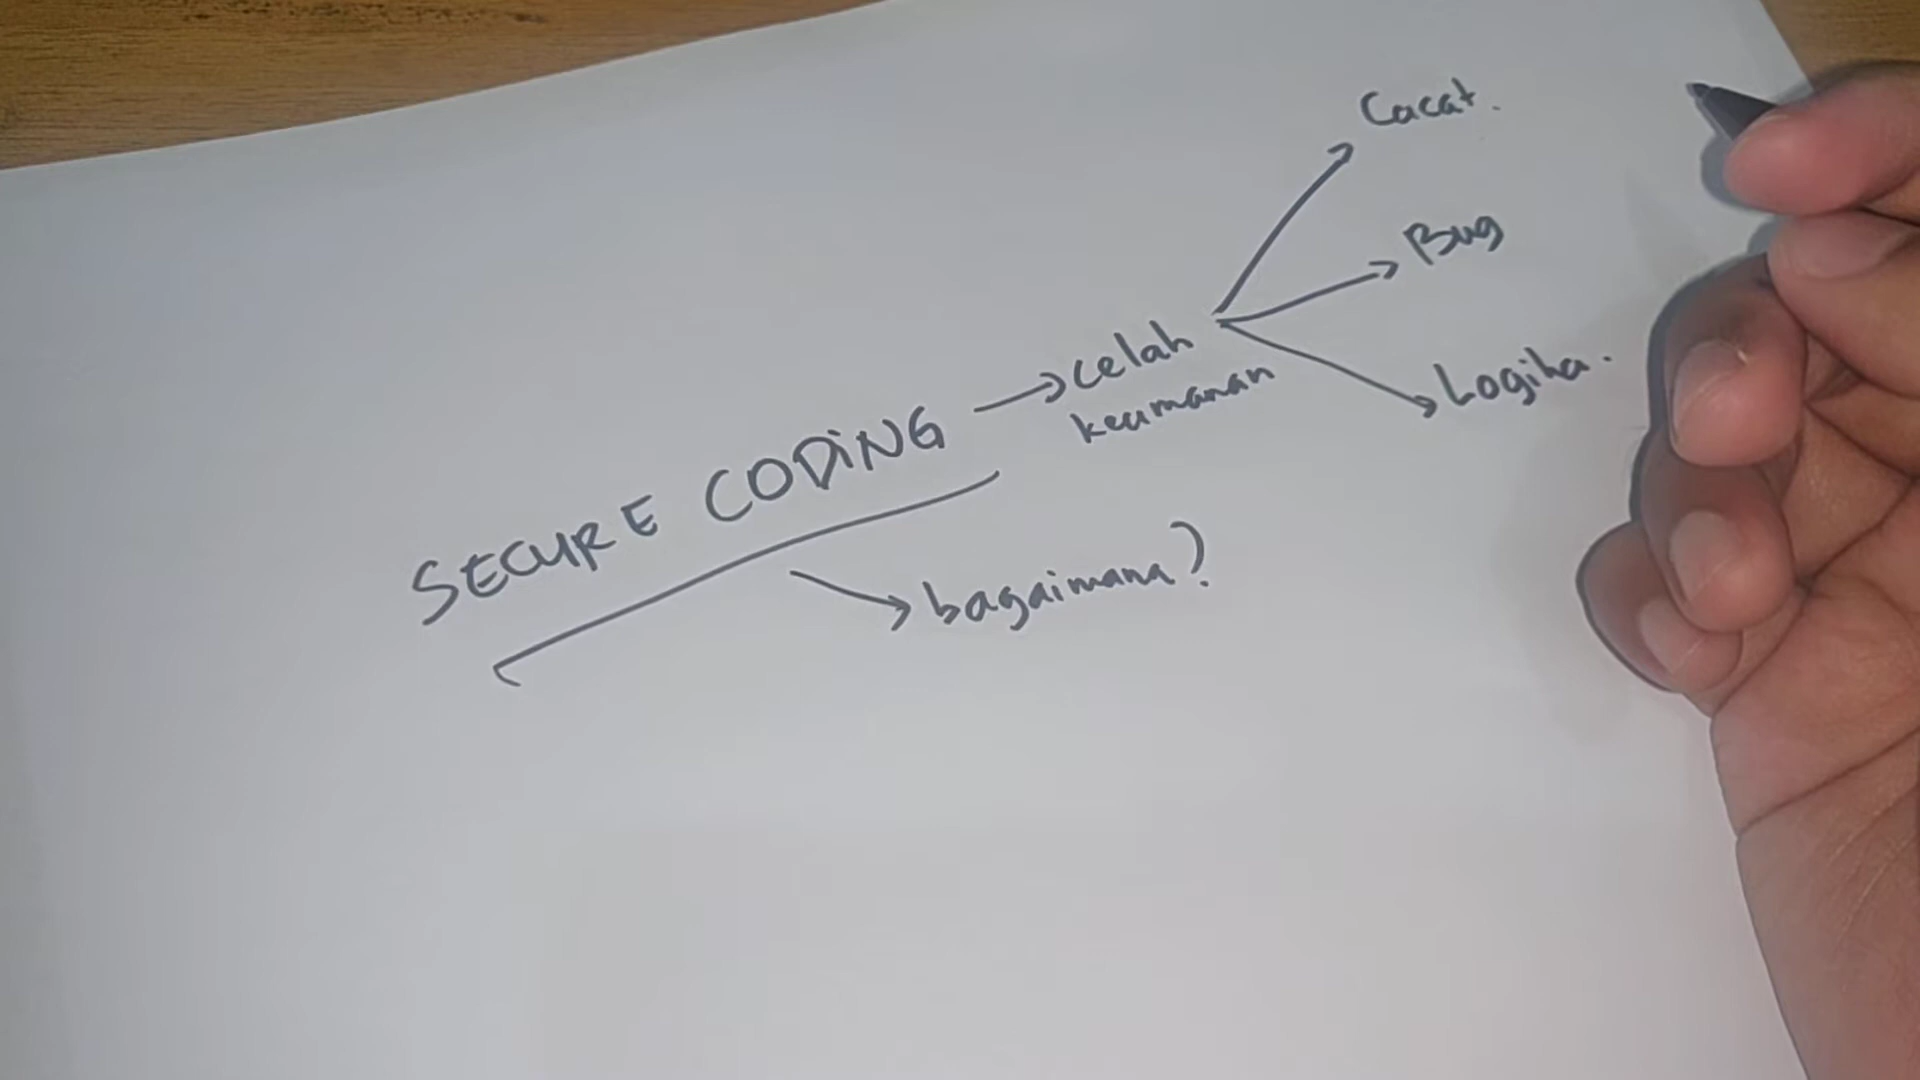 SECURE CODING
celah
keamanan
Cacat.
Bug
Logika.
bagaimana?